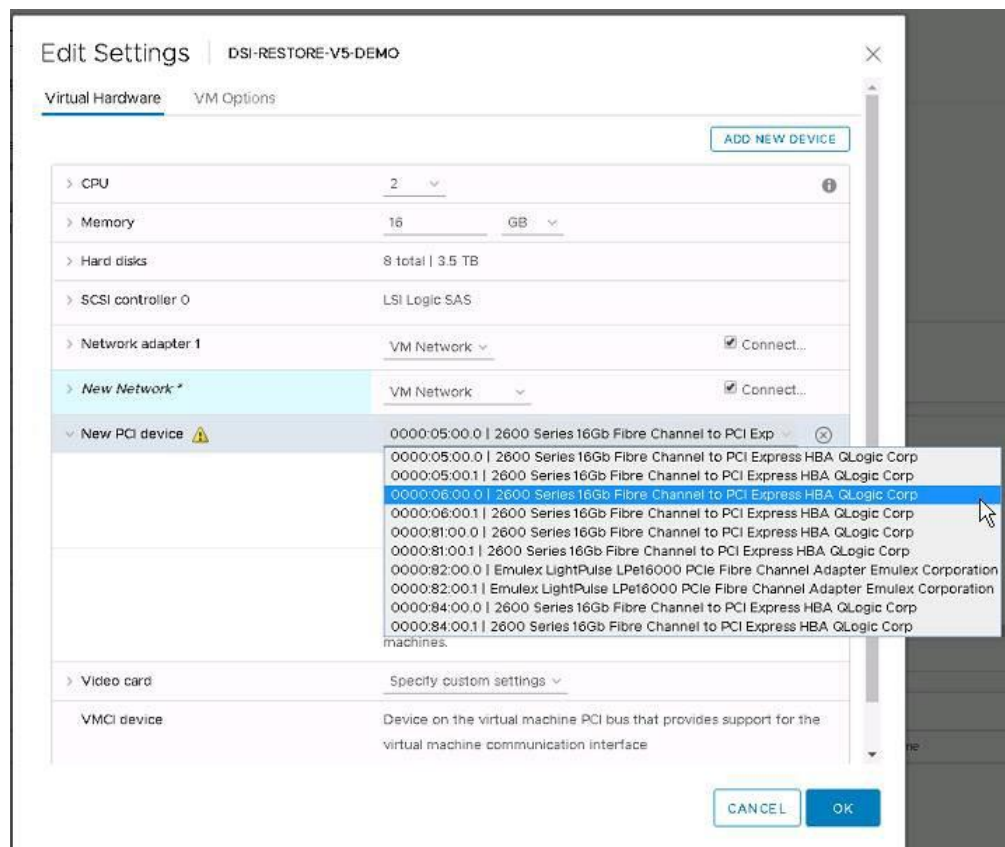 Edit Settings DSI-RESTORE-V5-DEMO
Virtual Hardware VM Options
ADD NEW DEVICE
CPU 2
Memory 16 GB
Hard disks 8 total | 3.5 TB
SCSI controller 0 LSI Logic SAS
Network adapter 1 VM Network Connect...
New Network * VM Network Connect...
New PCI device 0000:05:00.0 | 2600 Series 16Gb Fibre Channel to PCI Exp
0000:05:00.0 | 2600 Series 16Gb Fibre Channel to PCI Express HBA QLogic Corp
0000:05:00.1 | 2600 Series 16Gb Fibre Channel to PCI Express HBA QLogic Corp
0000:06:00.0 | 2600 Series 16Gb Fibre Channel to PCI Express HBA QLogic Corp
0000:06:00.1 | 2600 Series 16Gb Fibre Channel to PCI Express HBA QLogic Corp
0000:81:00.0 | 2600 Series 16Gb Fibre Channel to PCI Express HBA QLogic Corp
0000:81:00.1 | 2600 Series 16Gb Fibre Channel to PCI Express HBA QLogic Corp
0000:82:00.0 | Emulex LightPulse LPe16000 PCIe Fibre Channel Adapter Emulex Corporation
0000:82:00.1 | Emulex LightPulse LPe16000 PCIe Fibre Channel Adapter Emulex Corporation
0000:84:00.0 | 2600 Series 16Gb Fibre Channel to PCI Express HBA QLogic Corp
0000:84:00.1 | 2600 Series 16Gb Fibre Channel to PCI Express HBA QLogic Corp
machines.
Video card Specify custom settings
VMCI device Device on the virtual machine PCI bus that provides support for the
virtual machine communication interface
CANCEL OK